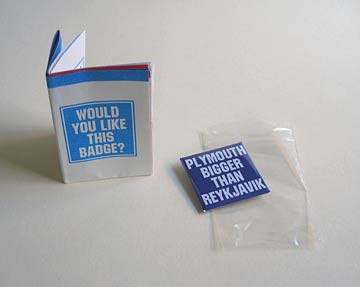 WOULD
YOU LIKE
THIS
BADGE?
PLYMOUTH
BIGGER
THAN
REYKJAVIK